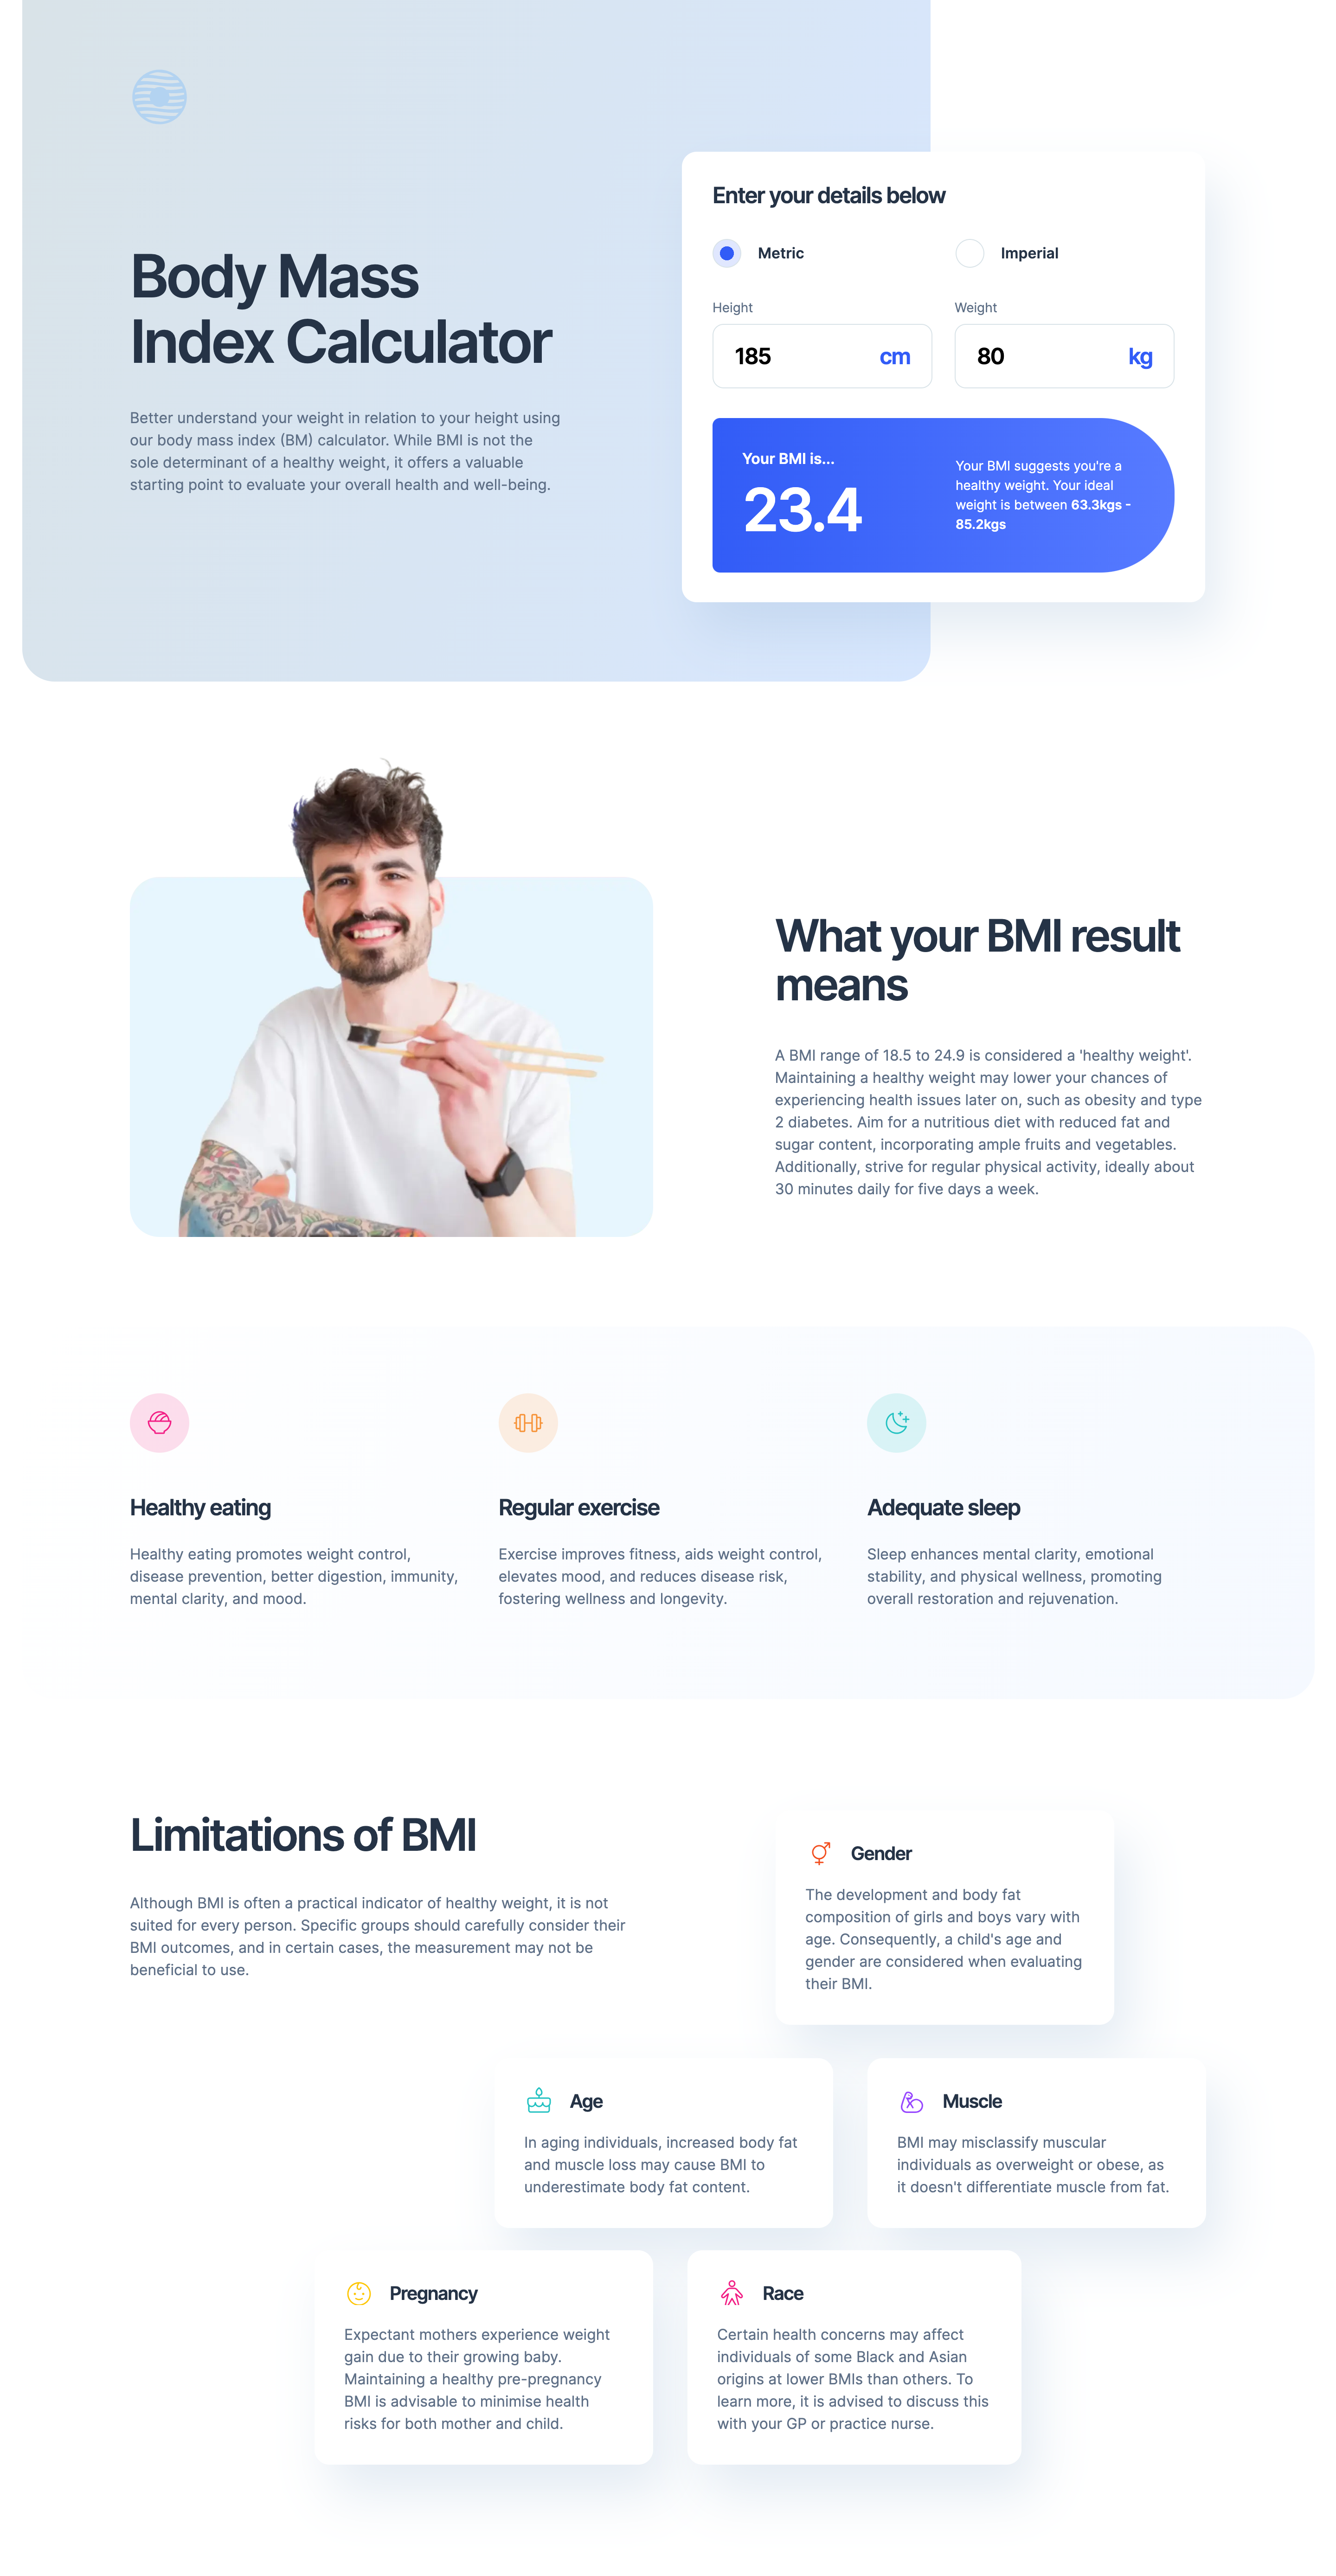 Body Mass
Index Calculator
Better understand your weight in relation to your height using
our body mass index (BM) calculator. While BMI is not the
sole determinant of a healthy weight, it offers a valuable
starting point to evaluate your overall health and well-being.
Enter your details below
Metric
Imperial
Height
Weight
185 cm
80 kg
Your BMI is...
23.4
Your BMI suggests you're a
healthy weight. Your ideal
weight is between 63.3kgs -
85.2kgs
What your BMI result
means
A BMI range of 18.5 to 24.9 is considered a 'healthy weight'.
Maintaining a healthy weight may lower your chances of
experiencing health issues later on, such as obesity and type
2 diabetes. Aim for a nutritious diet with reduced fat and
sugar content, incorporating ample fruits and vegetables.
Additionally, strive for regular physical activity, ideally about
30 minutes daily for five days a week.
Healthy eating
Healthy eating promotes weight control,
disease prevention, better digestion, immunity,
mental clarity, and mood.
Regular exercise
Exercise improves fitness, aids weight control,
elevates mood, and reduces disease risk,
fostering wellness and longevity.
Adequate sleep
Sleep enhances mental clarity, emotional
stability, and physical wellness, promoting
overall restoration and rejuvenation.
Limitations of BMI
Although BMI is often a practical indicator of healthy weight, it is not
suited for every person. Specific groups should carefully consider their
BMI outcomes, and in certain cases, the measurement may not be
beneficial to use.
Gender
The development and body fat
composition of girls and boys vary with
age. Consequently, a child's age and
gender are considered when evaluating
their BMI.
Age
In aging individuals, increased body fat
and muscle loss may cause BMI to
underestimate body fat content.
Muscle
BMI may misclassify muscular
individuals as overweight or obese, as
it doesn't differentiate muscle from fat.
Pregnancy
Expectant mothers experience weight
gain due to their growing baby.
Maintaining a healthy pre-pregnancy
BMI is advisable to minimise health
risks for both mother and child.
Race
Certain health concerns may affect
individuals of some Black and Asian
origins at lower BMIs than others. To
learn more, it is advised to discuss this
with your GP or practice nurse.